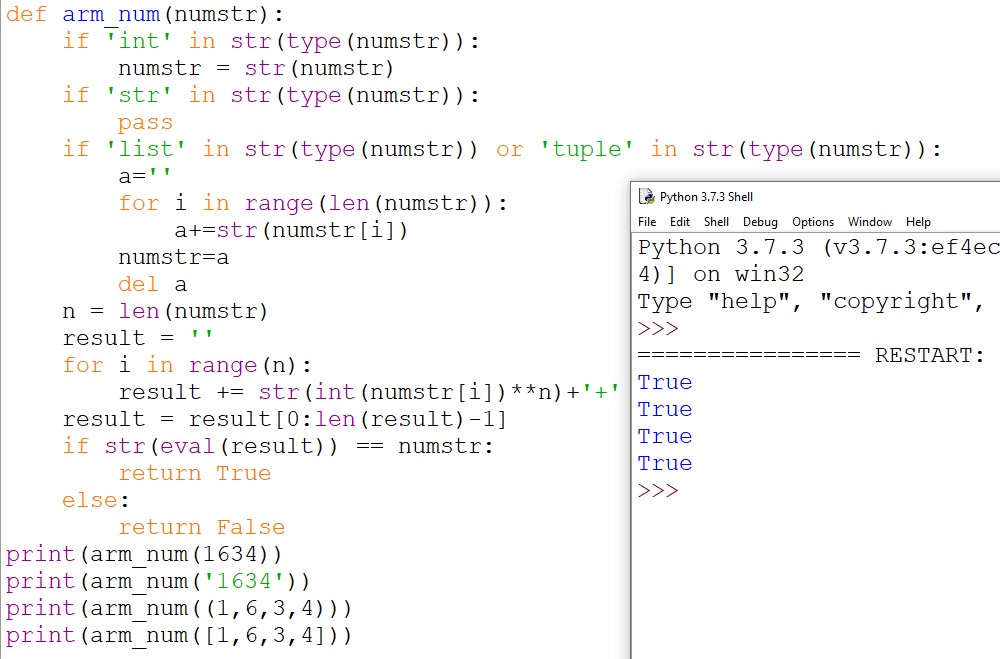 def arm_num(numstr):
    if 'int' in str(type(numstr)):
        numstr = str(numstr)
    if 'str' in str(type(numstr)):
        pass
    if 'list' in str(type(numstr)) or 'tuple' in str(type(numstr)):
        a=''
        for i in range(len(numstr)):
            a+=str(numstr[i])
        numstr=a
        del a
    n = len(numstr)
    result = ''
    for i in range(n):
        result += str(int(numstr[i])**n)+'+'
    result = result[0:len(result)-1]
    if str(eval(result)) == numstr:
        return True
    else:
        return False
print(arm_num(1634))
print(arm_num('1634'))
print(arm_num((1,6,3,4)))
print(arm_num([1,6,3,4]))
Python 3.7.3 Shell
File Edit Shell Debug Options Window Help
Python 3.7.3 (v3.7.3:ef4ec
4)] on win32
Type "help", "copyright",
>>>
================ RESTART:
True
True
True
True
>>>